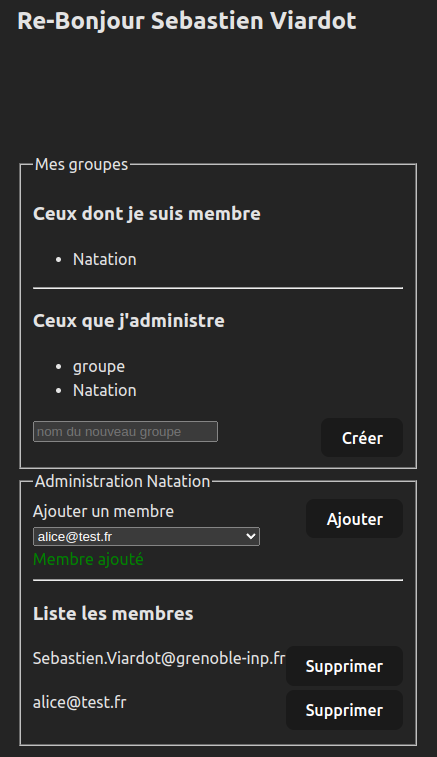 Re-Bonjour Sebastien Viardot
Mes groupes
Ceux dont je suis membre
Natation
Ceux que j'administre
groupe
Natation
nom du nouveau groupe Créer
Administration Natation
Ajouter un membre Ajouter
alice@test.fr
Membre ajouté
Liste les membres
Sebastien.Viardot@grenoble-inp.fr Supprimer
alice@test.fr Supprimer